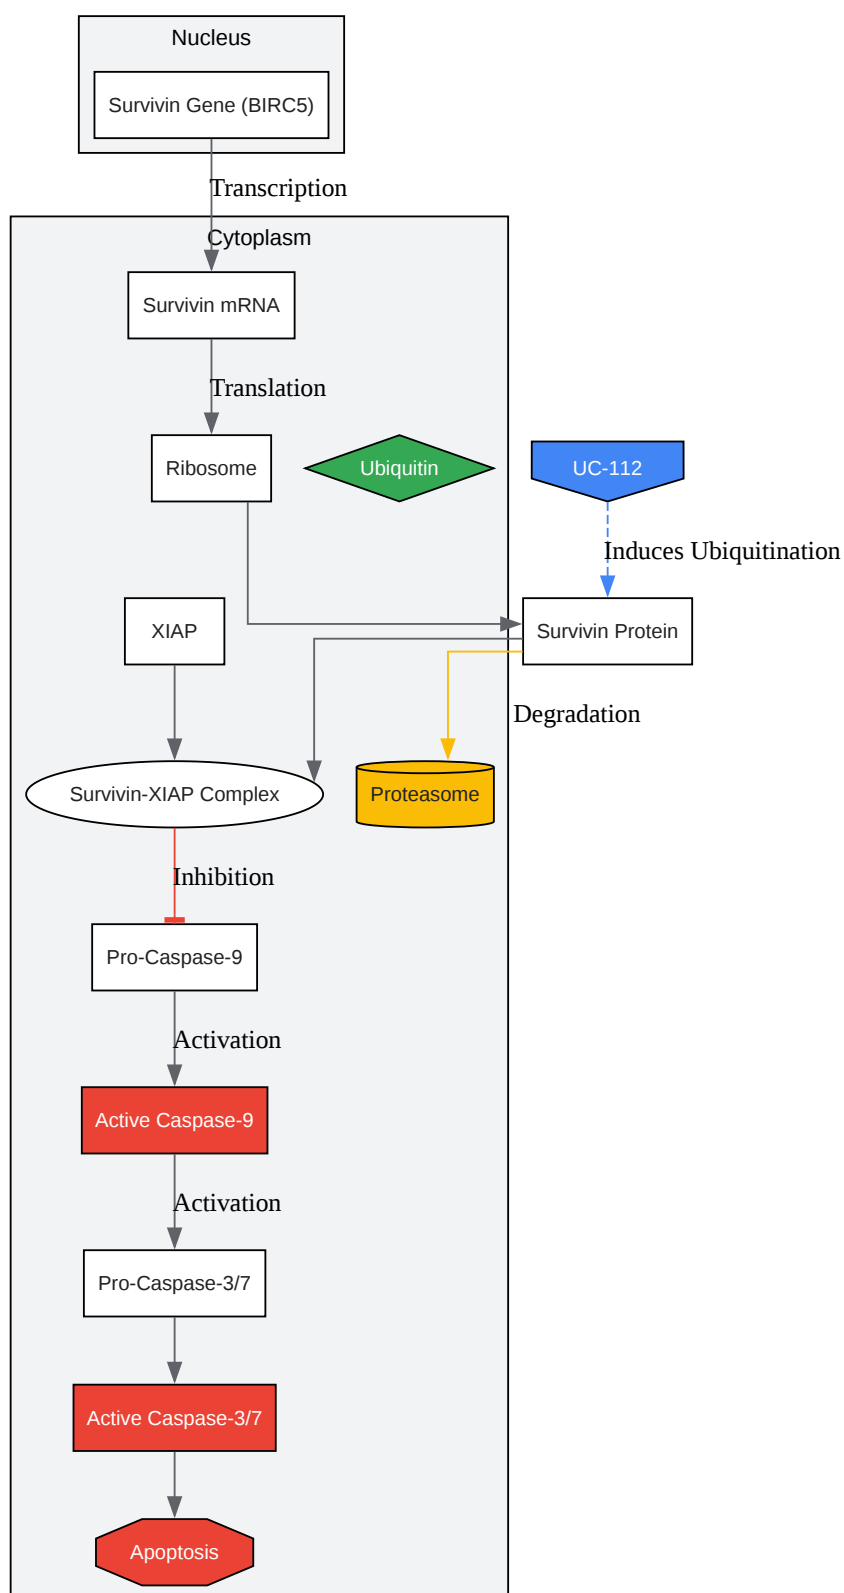 Nucleus
Survivin Gene (BIRC5)
Transcription
Cytoplasm
Survivin mRNA
Translation
Ribosome
Ubiquitin
UC-112
Induces Ubiquitination
XIAP
Survivin Protein
Degradation
Survivin-XIAP Complex
Proteasome
Inhibition
Pro-Caspase-9
Activation
Active Caspase-9
Activation
Pro-Caspase-3/7
Active Caspase-3/7
Apoptosis